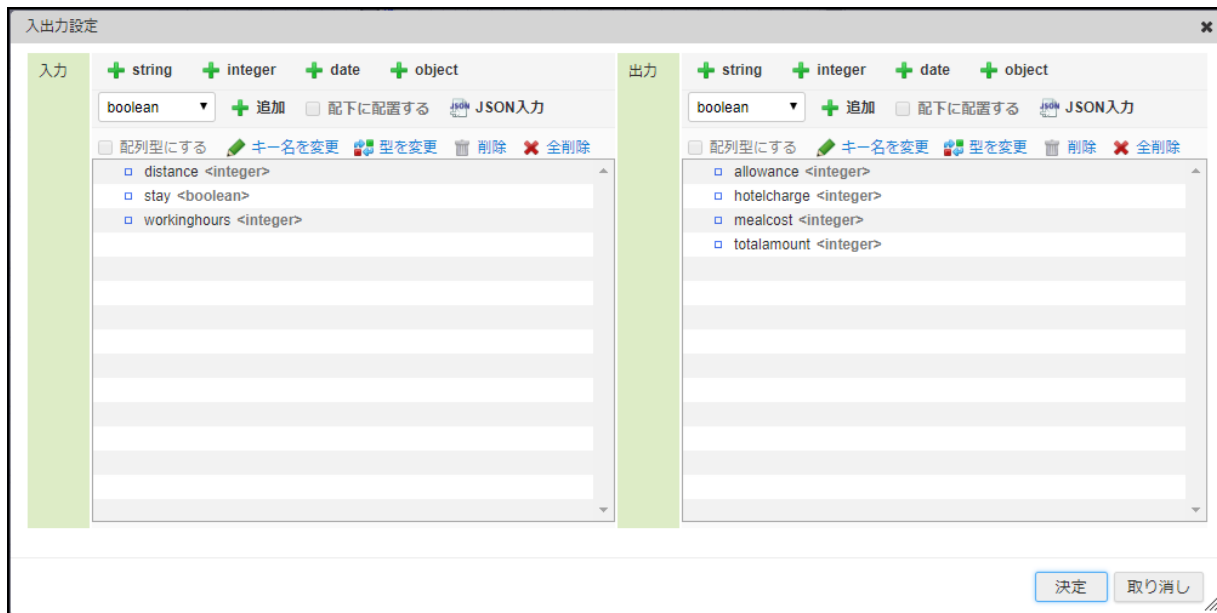 入出力設定
入力
string integer date object
boolean 追加 配下に配置する JSON入力
配列型にする キー名を変更 型を変更 削除 全削除
distance <integer>
stay <boolean>
workinghours <integer>
出力
string integer date object
boolean 追加 配下に配置する JSON入力
配列型にする キー名を変更 型を変更 削除 全削除
allowance <integer>
hotelcharge <integer>
mealcost <integer>
totalamount <integer>
決定 取り消し